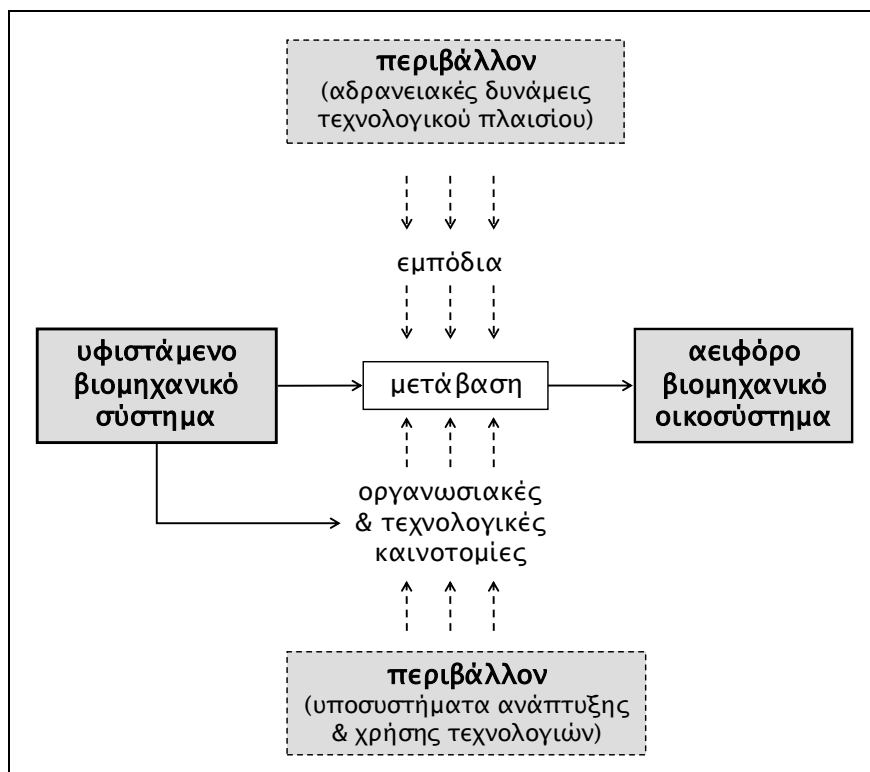 περιβάλλον
(αδρανειακές δυνάμεις
τεχνολογικού πλαισίου)
εμπόδια
υφιστάμενο
βιομηχανικό
σύστημα
μετάβαση
αειφόρο
βιομηχανικό
οικοσύστημα
οργανωσιακές
& τεχνολογικές
καινοτομίες
περιβάλλον
(υποσυστήματα ανάπτυξης
& χρήσης τεχνολογιών)